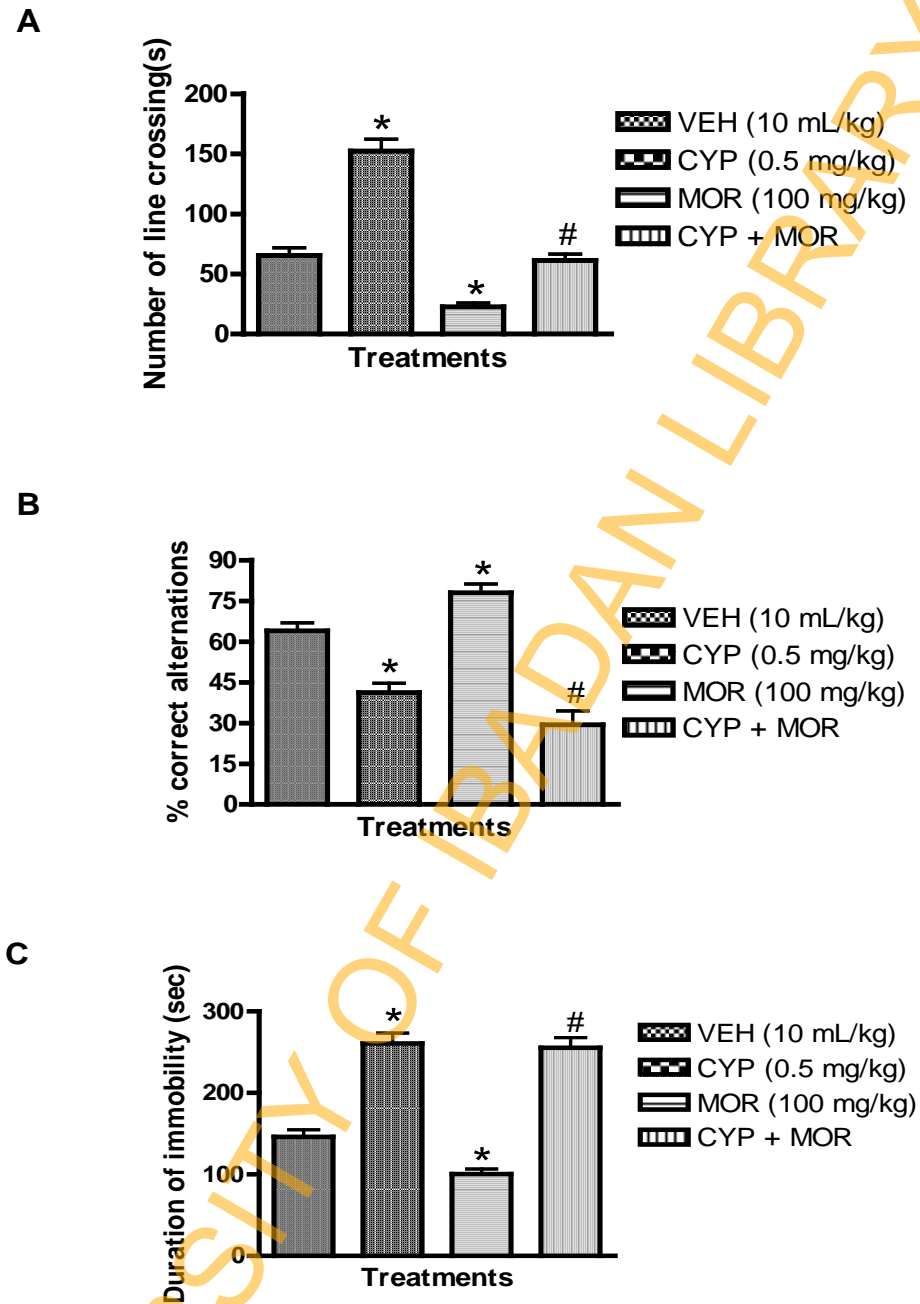 A
Number of line crossing(s)
200
150
100
50
0
*
*
#
Treatments
VEH (10 mL/kg)
CYP (0.5 mg/kg)
MOR (100 mg/kg)
CYP + MOR
B
% correct alternations
90
75
60
45
30
15
0
*
*
#
Treatments
VEH (10 mL/kg)
CYP (0.5 mg/kg)
MOR (100 mg/kg)
CYP + MOR
C
Duration of immobility (sec)
300
200
100
0
*
*
#
Treatments
VEH (10 mL/kg)
CYP (0.5 mg/kg)
MOR (100 mg/kg)
CYP + MOR
OF IBADAN LIBRARY